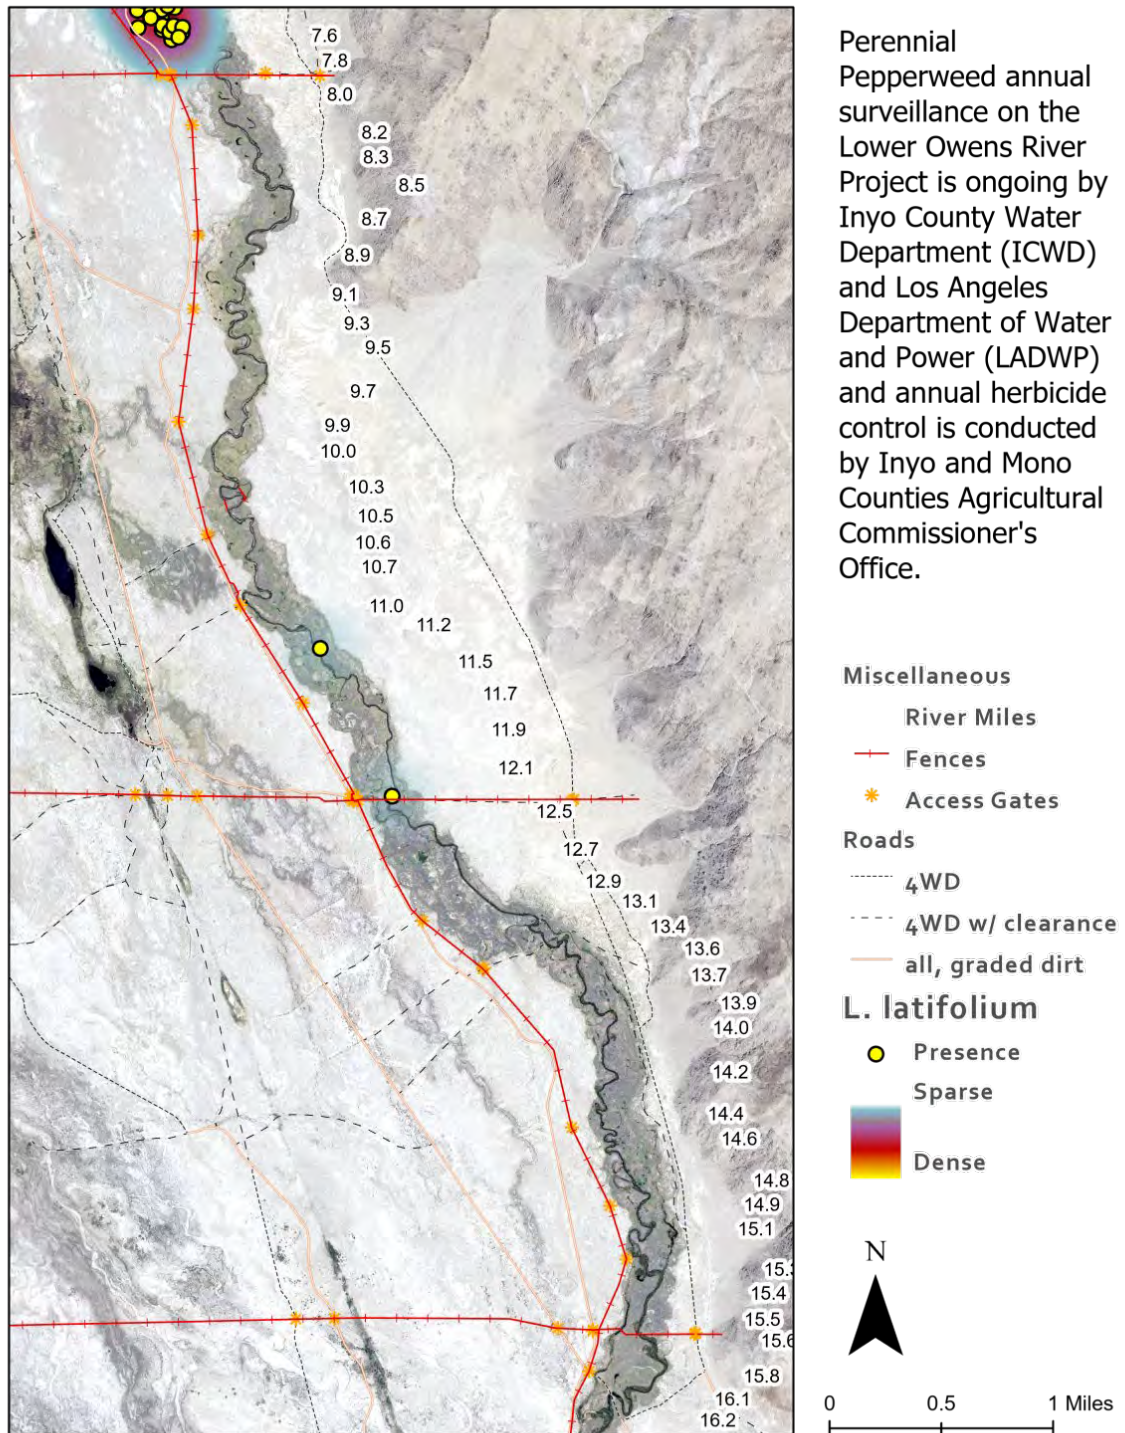 7.6
7.8
8.0
8.2
8.3
8.5
8.7
8.9
9.1
9.3
9.5
9.7
9.9
10.0
10.3
10.5
10.6
10.7
11.0
11.2
11.5
11.7
11.9
12.1
12.5
12.7
12.9
13.1
13.4
13.6
13.7
13.9
14.0
14.2
14.4
14.6
14.8
14.9
15.1
15.3
15.4
15.5
15.6
15.8
16.1
16.2
Perennial
Pepperweed annual
surveillance on the
Lower Owens River
Project is ongoing by
Inyo County Water
Department (ICWD)
and Los Angeles
Department of Water
and Power (LADWP)
and annual herbicide
control is conducted
by Inyo and Mono
Counties Agricultural
Commissioner's
Office.
Miscellaneous
River Miles
Fences
Access Gates
Roads
4WD
4WD w/ clearance
all, graded dirt
L. latifolium
Presence
Sparse
Dense
N
0 0.5 1 Miles